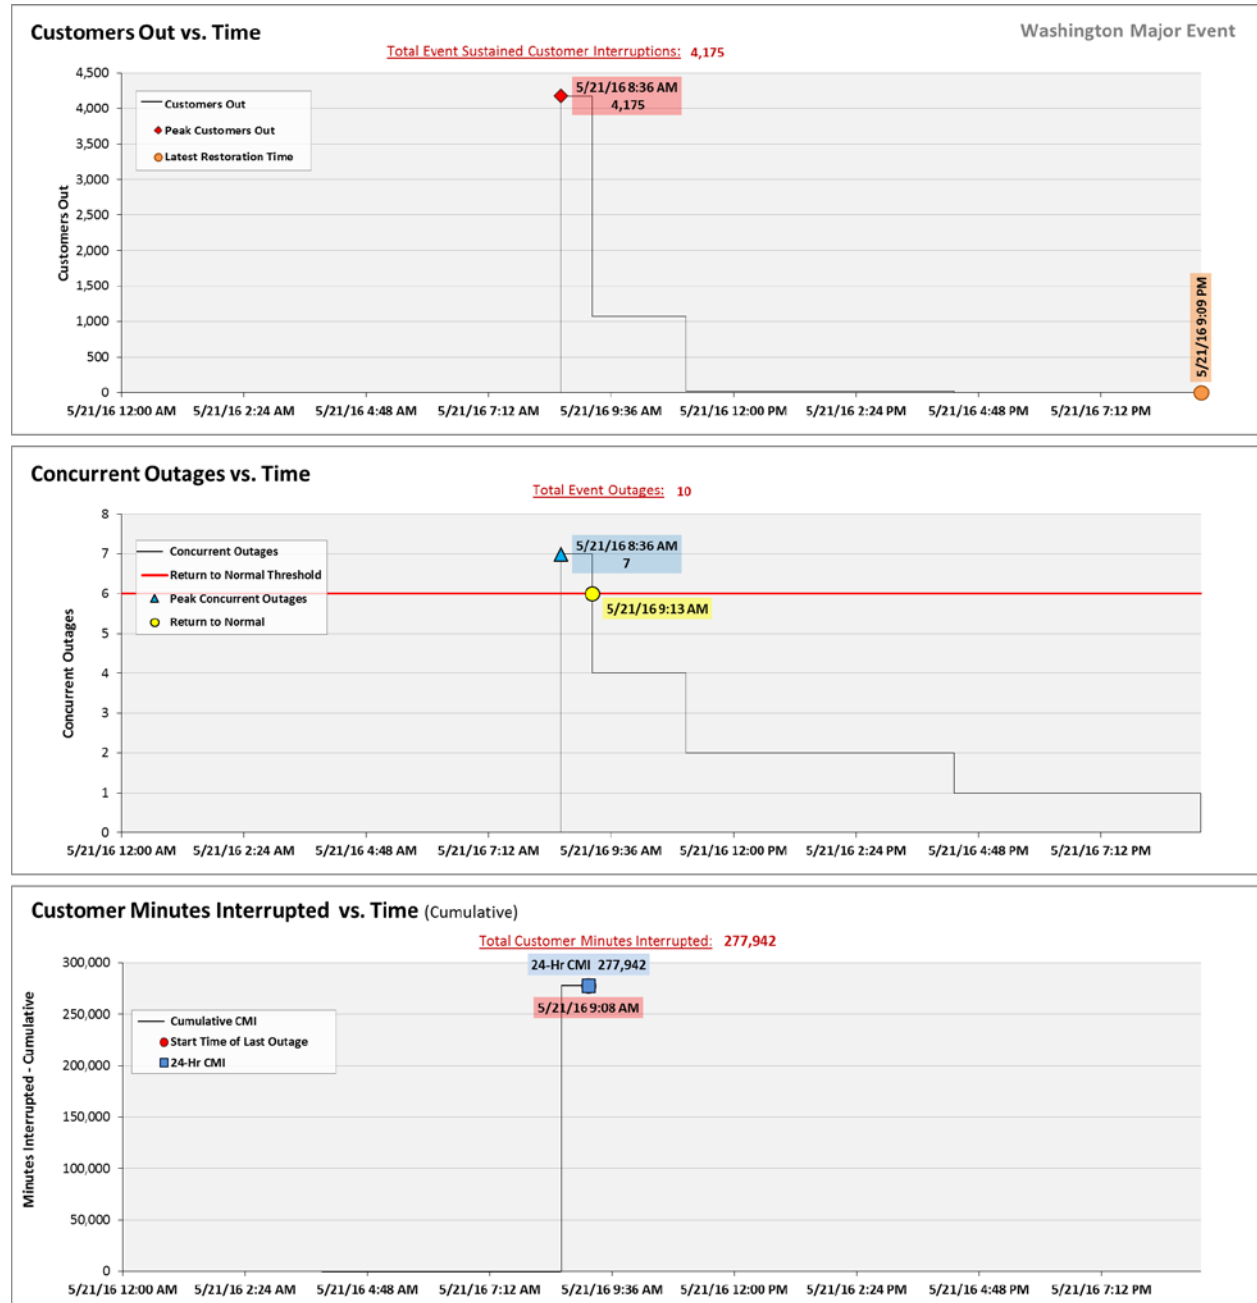 Customers Out vs. Time
Washington Major Event
Total Event Sustained Customer Interruptions: 4,175
4,500
4,000
3,500
3,000
2,500
2,000
1,500
1,000
500
0
Customers Out
Customers Out
Peak Customers Out
Latest Restoration Time
5/21/16 8:36 AM
4,175
5/21/16 9:09 PM
5/21/16 12:00 AM 5/21/16 2:24 AM 5/21/16 4:48 AM 5/21/16 7:12 AM 5/21/16 9:36 AM 5/21/16 12:00 PM 5/21/16 2:24 PM 5/21/16 4:48 PM 5/21/16 7:12 PM
Concurrent Outages vs. Time
Total Event Outages: 10
8
7
6
5
4
3
2
1
0
Concurrent Outages
Concurrent Outages
Return to Normal Threshold
Peak Concurrent Outages
Return to Normal
5/21/16 8:36 AM
7
5/21/16 9:13 AM
5/21/16 12:00 AM 5/21/16 2:24 AM 5/21/16 4:48 AM 5/21/16 7:12 AM 5/21/16 9:36 AM 5/21/16 12:00 PM 5/21/16 2:24 PM 5/21/16 4:48 PM 5/21/16 7:12 PM
Customer Minutes Interrupted vs. Time (Cumulative)
Total Customer Minutes Interrupted: 277,942
300,000
250,000
200,000
150,000
100,000
50,000
0
Minutes Interrupted - Cumulative
Cumulative CMI
Start Time of Last Outage
24-Hr CMI
24-Hr CMI 277,942
5/21/16 9:08 AM
5/21/16 12:00 AM 5/21/16 2:24 AM 5/21/16 4:48 AM 5/21/16 7:12 AM 5/21/16 9:36 AM 5/21/16 12:00 PM 5/21/16 2:24 PM 5/21/16 4:48 PM 5/21/16 7:12 PM